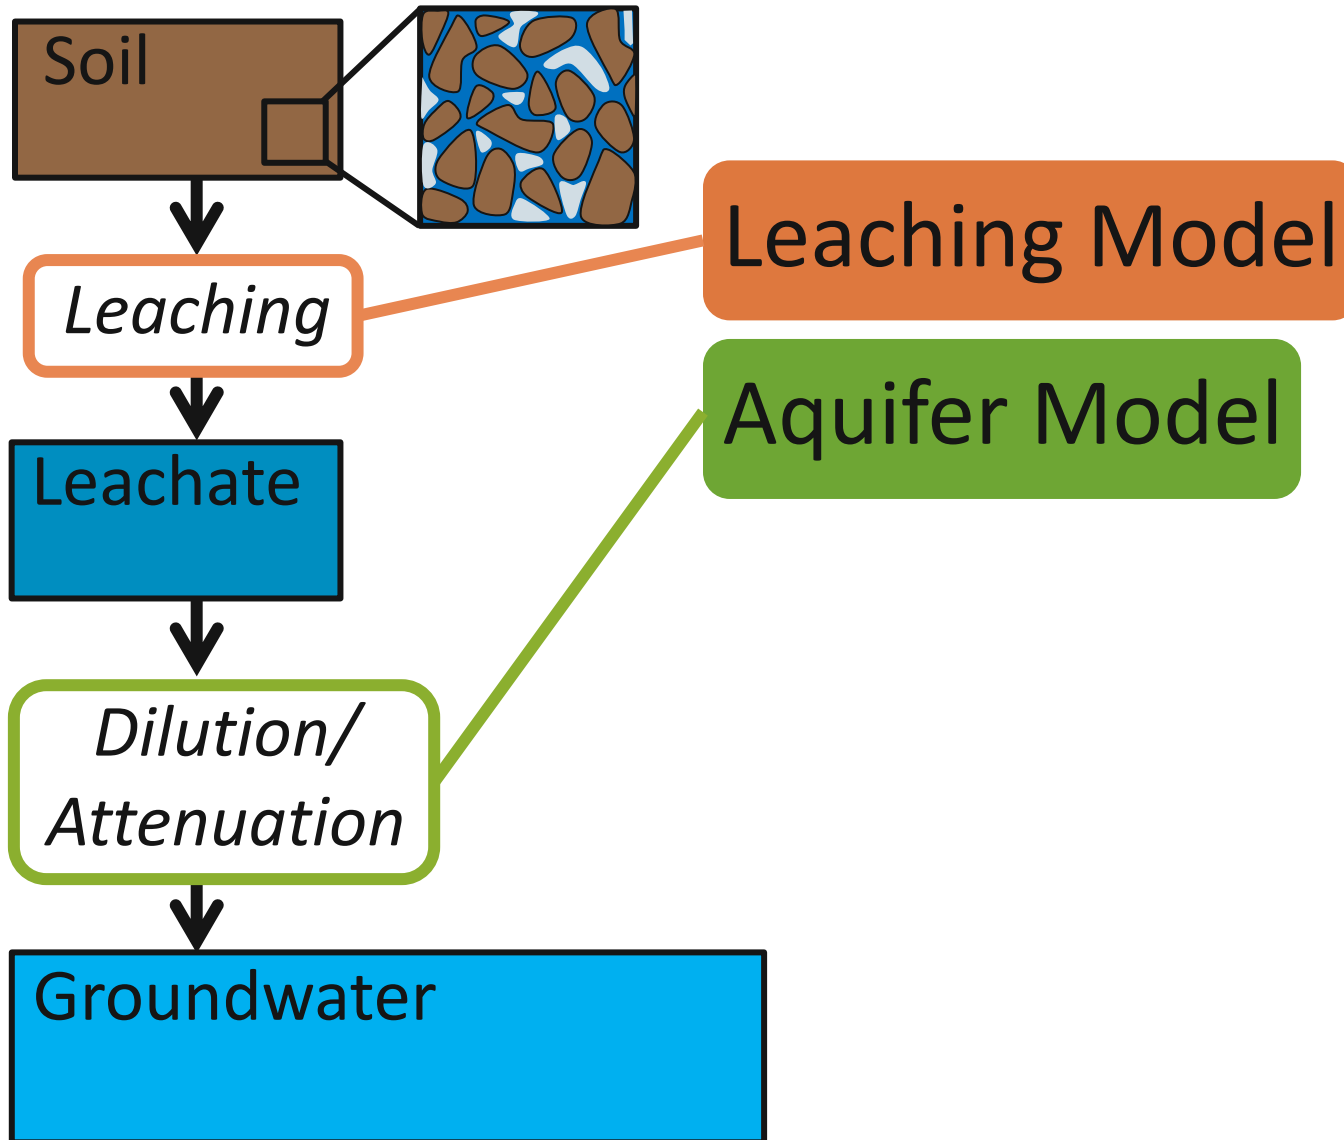 Soil
Leaching
Leaching Model
Aquifer Model
Leachate
Dilution/
Attenuation
Groundwater